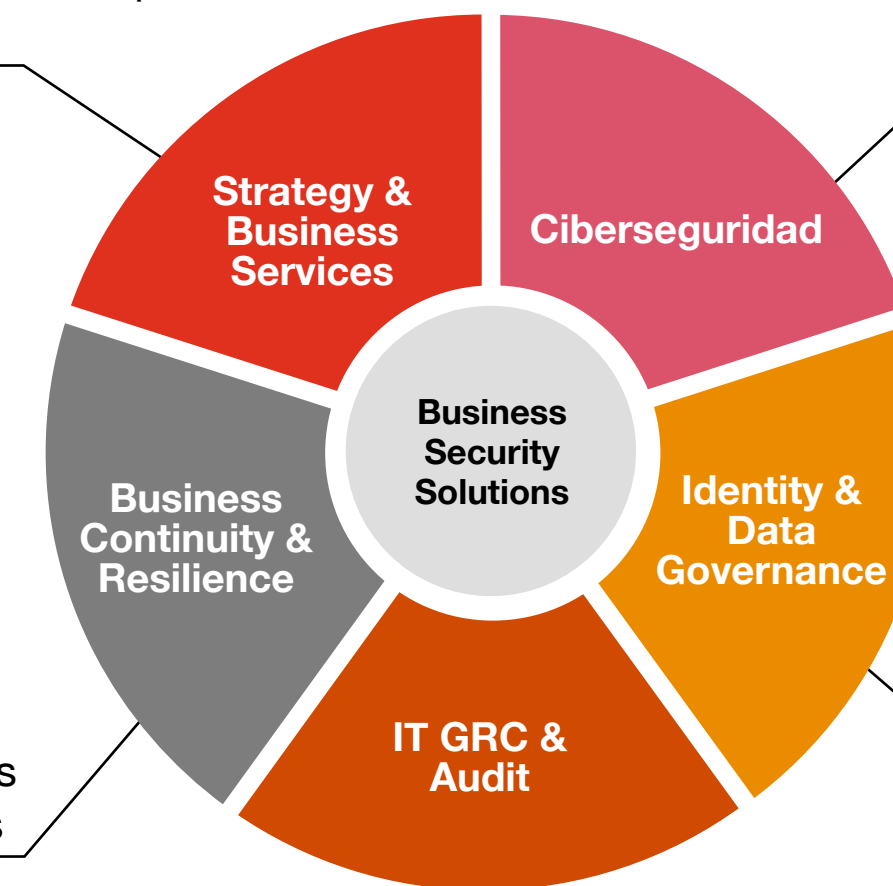 Strategy &
Business
Services
Ciberseguridad
Business
Security
Solutions
Identity &
Data
Governance
Business
Continuity &
Resilience
IT GRC &
Audit